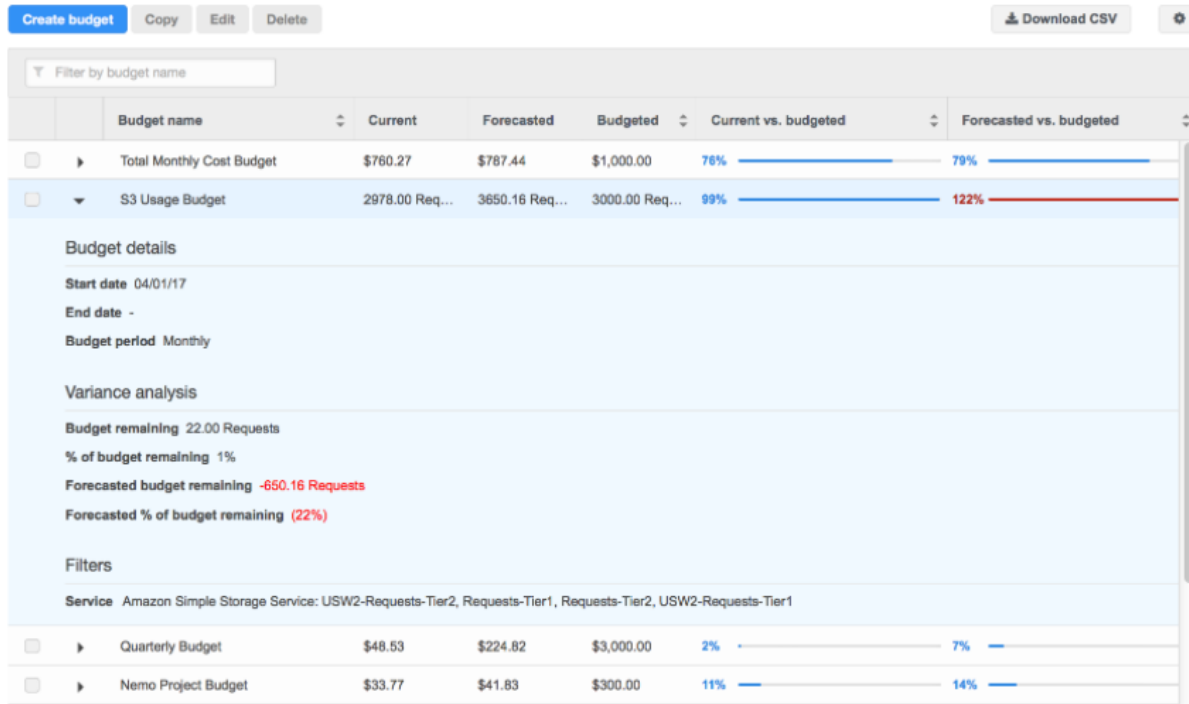 Create budget Copy Edit Delete Download CSV
Filter by budget name
Budget name Current Forecasted Budgeted Current vs. budgeted Forecasted vs. budgeted
Total Monthly Cost Budget $760.27 $787.44 $1,000.00 76% 79%
S3 Usage Budget 2978.00 Req... 3650.16 Req... 3000.00 Req... 99% 122%
Budget details
Start date 04/01/17
End date -
Budget period Monthly
Variance analysis
Budget remaining 22.00 Requests
% of budget remaining 1%
Forecasted budget remaining -650.16 Requests
Forecasted % of budget remaining (22%)
Filters
Service Amazon Simple Storage Service: USW2-Requests-Tier2, Requests-Tier1, Requests-Tier2, USW2-Requests-Tier1
Quarterly Budget $48.53 $224.82 $3,000.00 2% 7%
Nemo Project Budget $33.77 $41.83 $300.00 11% 14%